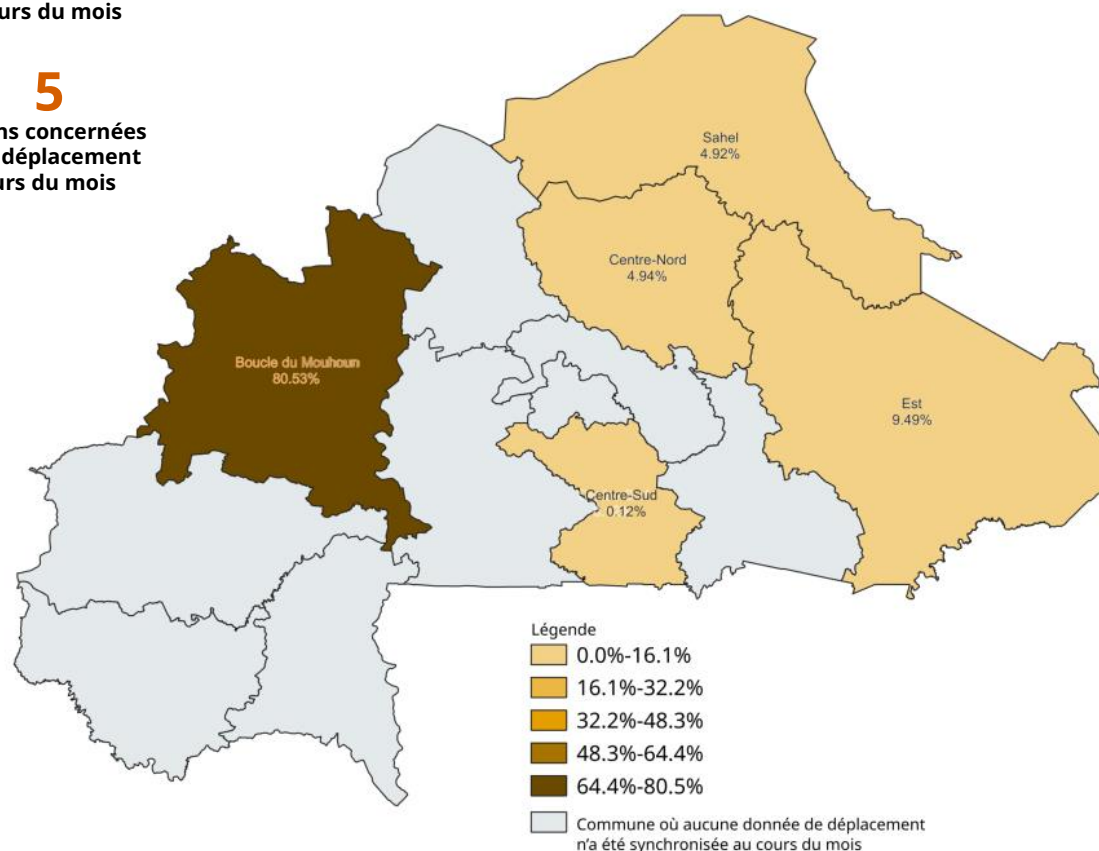 urs du mois
5
ns concernées
déplacement
urs du mois
Sahel
4.92%
Centre-Nord
4.94%
Boucle du Mouhoun
80.53%
Est
9.49%
Centre-Sud
0.12%
Légende
0.0%-16.1%
16.1%-32.2%
32.2%-48.3%
48.3%-64.4%
64.4%-80.5%
Commune où aucune donnée de déplacement
n'a été synchronisée au cours du mois